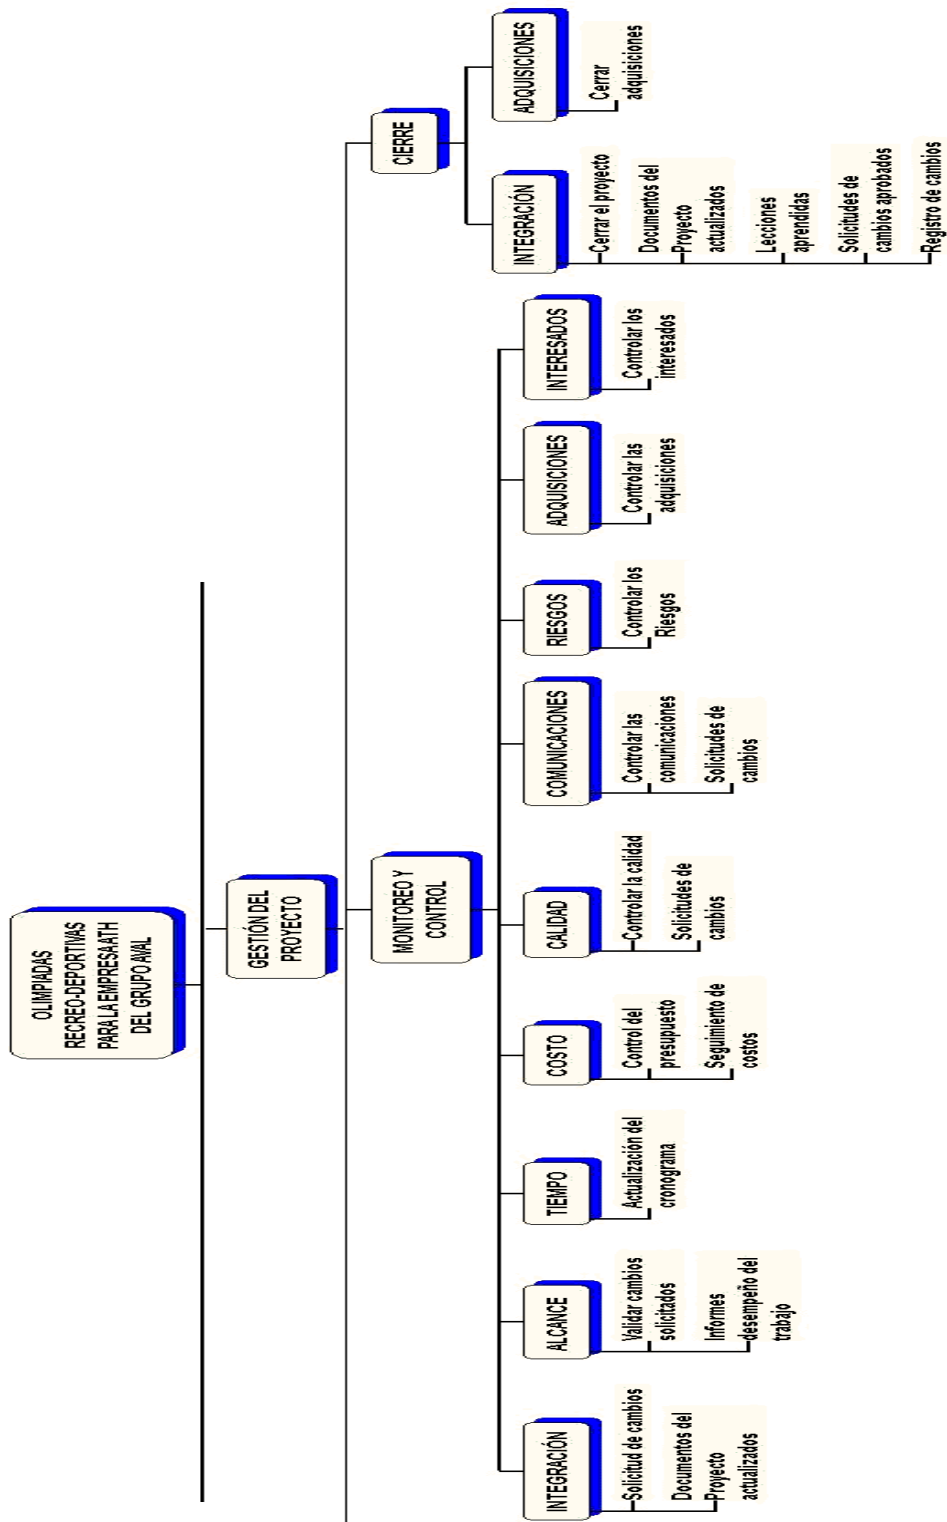 OLIMPIADAS
RECREO-DEPORTIVAS
PARA LA EMPRESA ATH
DEL GRUPO AVAL
GESTIÓN DEL
PROYECTO
MONITOREO Y
CONTROL
INTEGRACIÓN
Solicitud de cambios
Documentos del
Proyecto
actualizados
ALCANCE
Validar cambios
solicitados
Informes
desempeño del
trabajo
TIEMPO
Actualización del
cronograma
COSTO
Control del
presupuesto
Seguimiento de
costos
CALIDAD
Controlar la calidad
Solicitudes de
cambios
COMUNICACIONES
Controlar las
comunicaciones
Solicitudes de
cambios
RIESGOS
Controlar los
Riesgos
ADQUISICIONES
Controlar las
adquisiciones
INTERESADOS
Controlar los
interesados
CIERRE
INTEGRACIÓN
Cerrar el proyecto
Documentos del
Proyecto
actualizados
Lecciones
aprendidas
Solicitudes de
cambios aprobados
Registro de cambios
ADQUISICIONES
Cerrar
adquisiciones